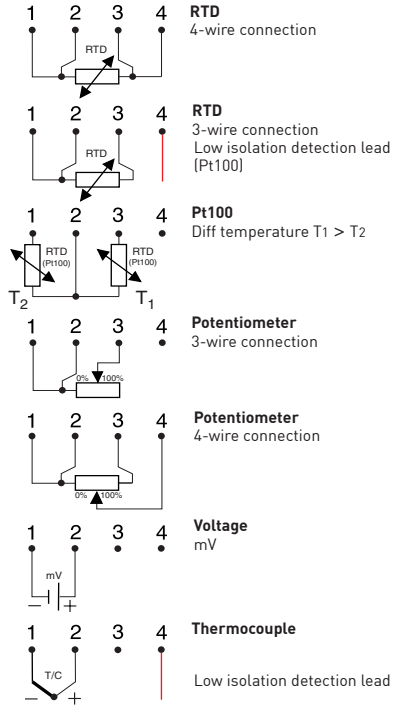 1 2 3 4 RTD
4-wire connection
RTD
1 2 3 4 RTD
3-wire connection
Low isolation detection lead
(Pt100)
RTD
1 2 3 4 Pt100
Diff temperature T1 > T2
RTD
(Pt100)
RTD
(Pt100)
T2
T1
1 2 3 4 Potentiometer
3-wire connection
0% 100%
1 2 3 4 Potentiometer
4-wire connection
0% 100%
1 2 3 4 Voltage
mV
mV
– +
1 2 3 4 Thermocouple
T/C
Low isolation detection lead
– +